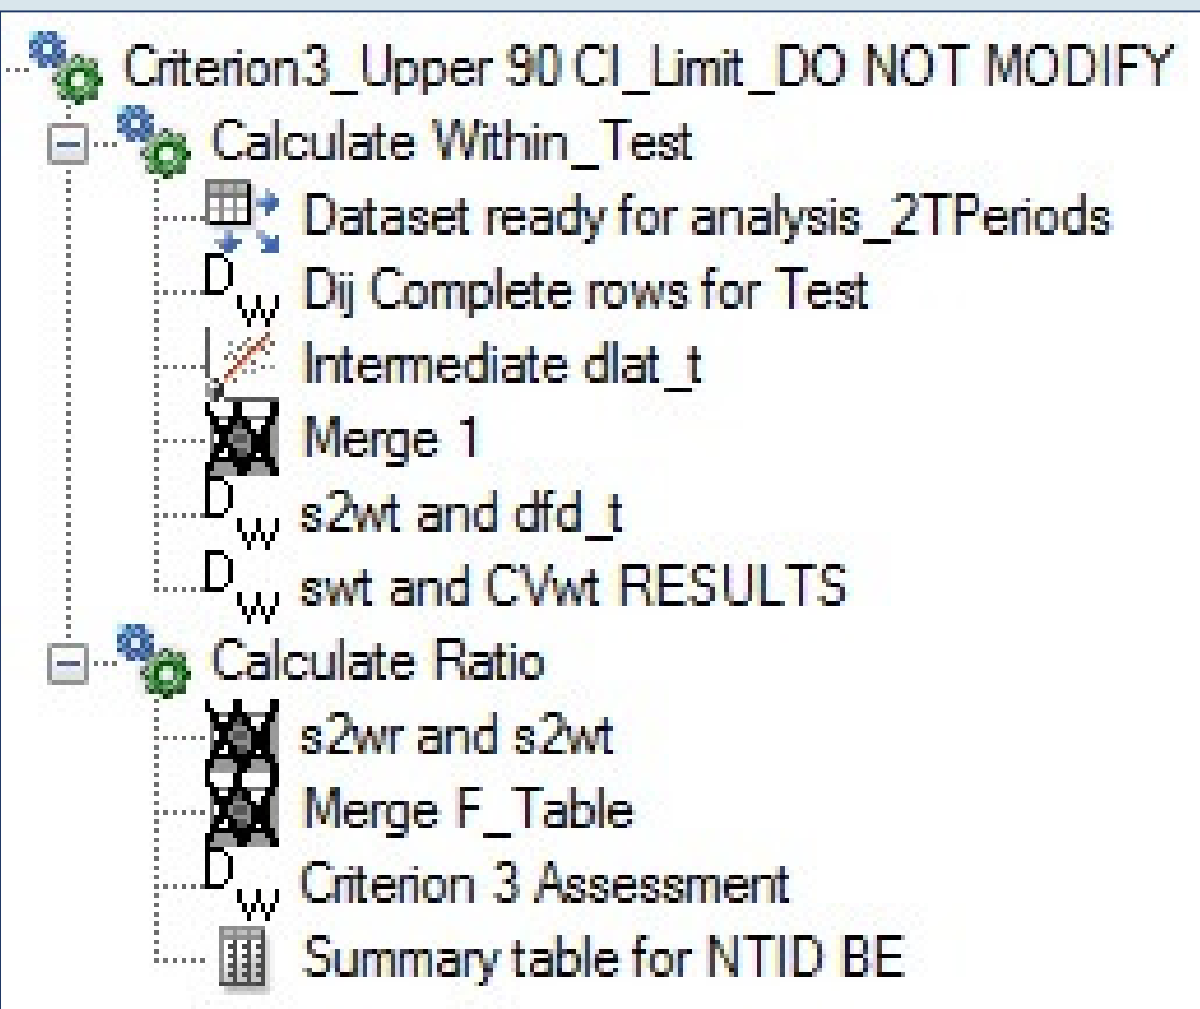 Criterion3_Upper 90 CI_Limit_DO NOT MODIFY
Calculate Within_Test
Dataset ready for analysis_2TPeriods
D W Dij Complete rows for Test
Intermediate dlat_t
Merge 1
D W s2wt and dfd_t
D W swt and CVwt RESULTS
Calculate Ratio
s2wr and s2wt
Merge F_Table
D W Criterion 3 Assessment
Summary table for NTID BE